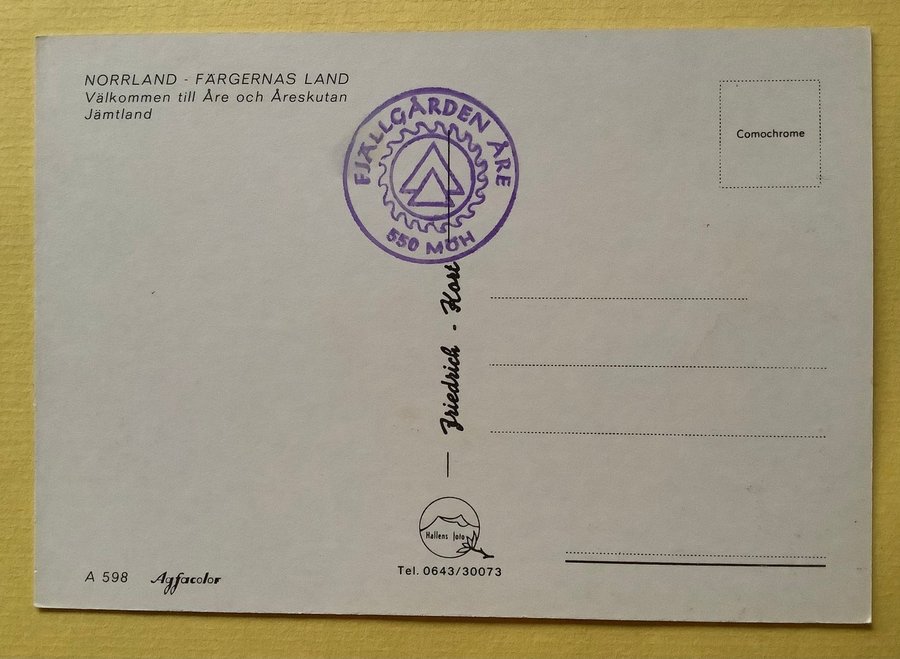 NORRLAND - FÄRGERNAS LAND
Välkommen till Åre och Åreskutan
Jämtland
FJÄLLGÅRDEN ÅRE
550 MÖH
Comochrome
Friedrich - Kort
Hallens foto
Tel. 0643/30073
A 598 Agfacolor